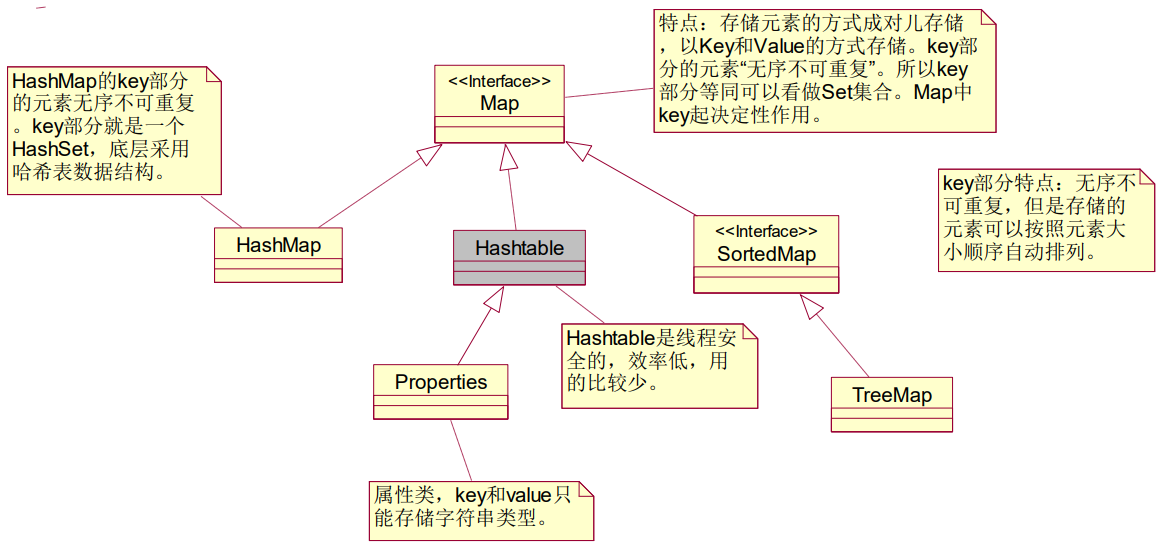 特点：存储元素的方式成对儿存储
，以Key和Value的方式存储。key部
分的元素“无序不可重复”。所以key
部分等同可以看做Set集合。Map中
key起决定性作用。
HashMap的key部分
的元素无序不可重复
。key部分就是一个
HashSet，底层采用
哈希表数据结构。
<<Interface>>
Map
key部分特点：无序不
可重复，但是存储的
元素可以按照元素大
小顺序自动排列。
HashMap
Hashtable
<<Interface>>
SortedMap
Hashtable是线程安
全的，效率低，用
的比较少。
Properties
TreeMap
属性类，key和value只
能存储字符串类型。